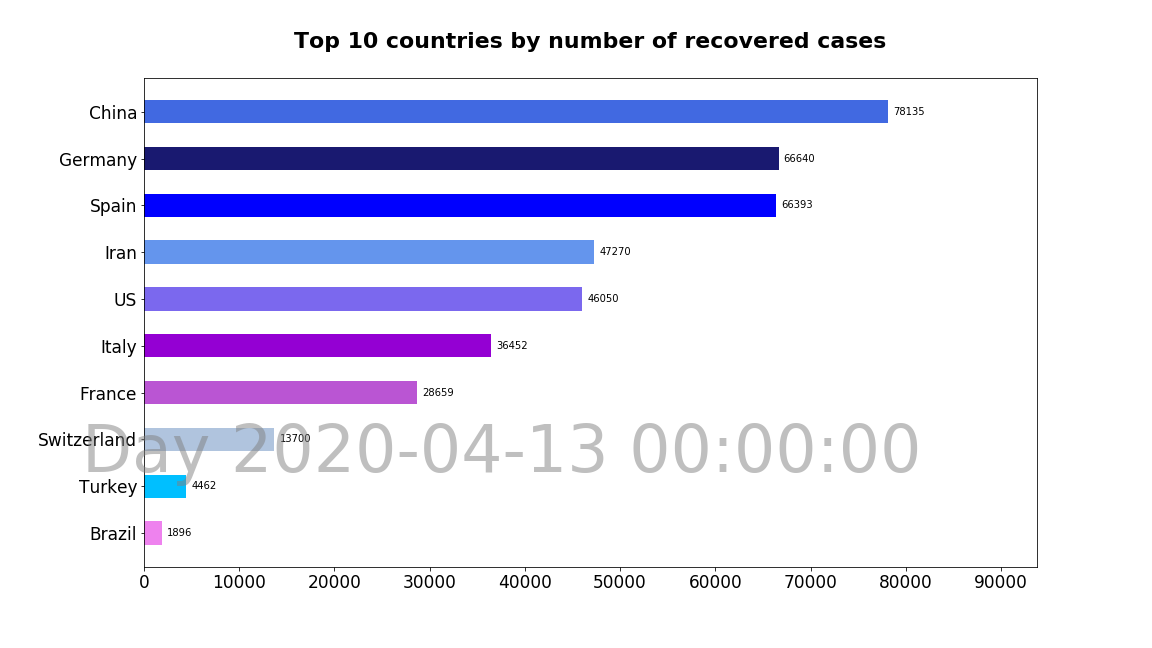 Top 10 countries by number of recovered cases
China 78135
Germany 66640
Spain 66393
Iran 47270
US 46050
Italy 36452
France 28659
Switzerland 13700
Day 2020-04-13 00:00:00
Turkey 4462
Brazil 1896
0 10000 20000 30000 40000 50000 60000 70000 80000 90000